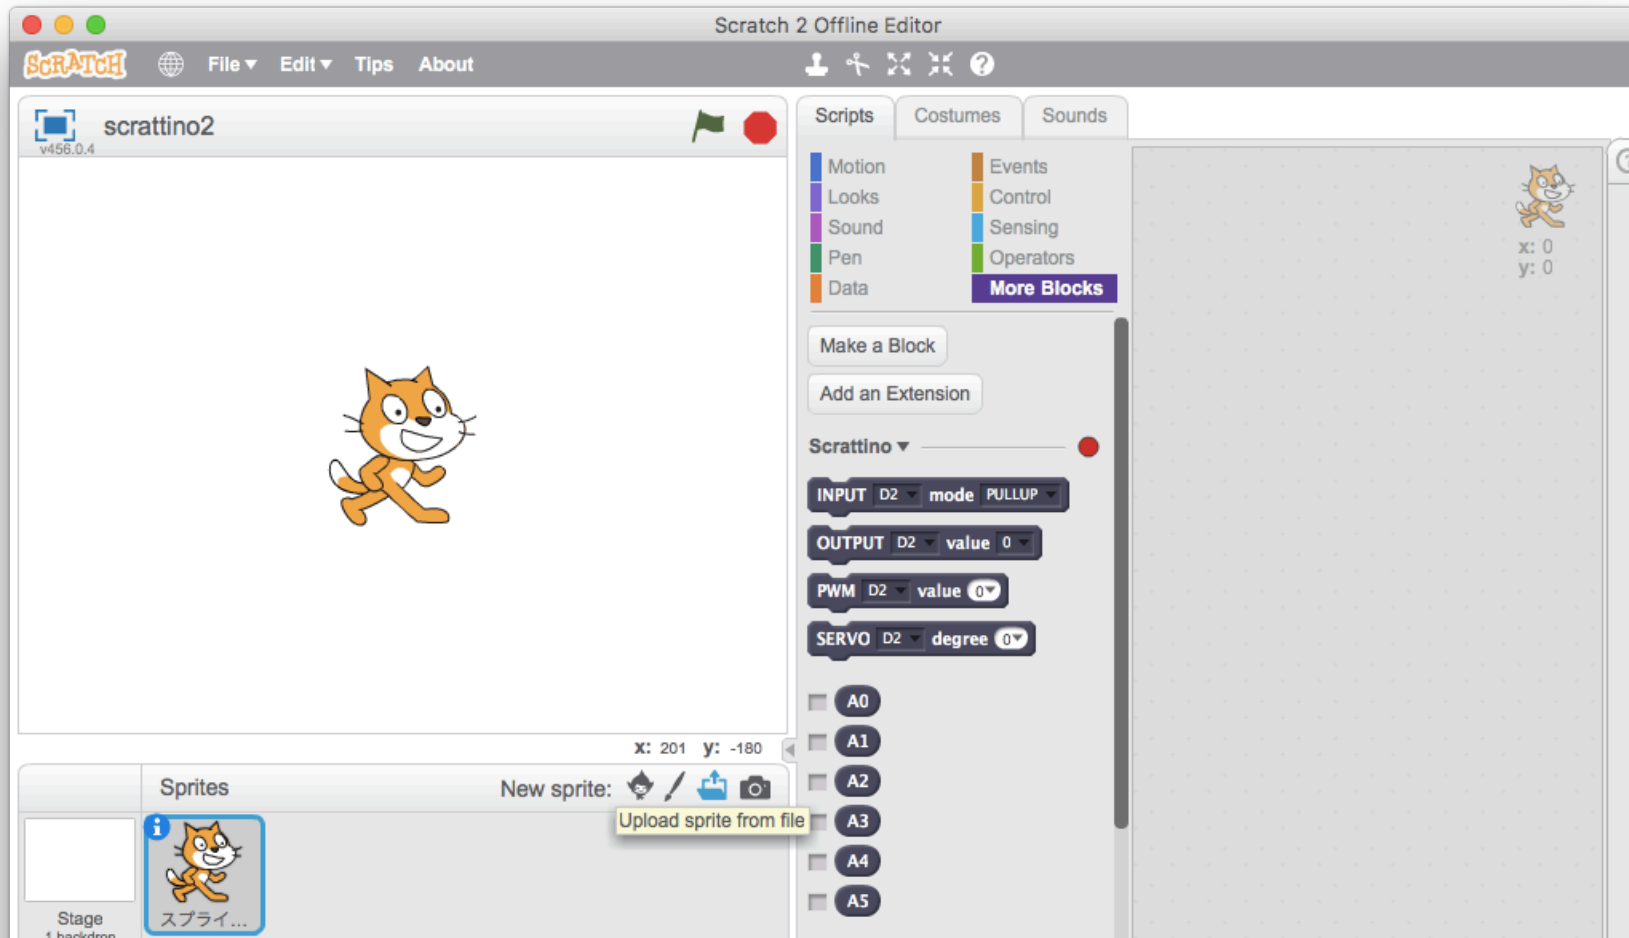 Scratch 2 Offline Editor
SCRATCH File Edit Tips About
scrattino2
v456.0.4
Scripts Costumes Sounds
Motion Events
Looks Control
Sound Sensing
Pen Operators
Data More Blocks
x: 0
y: 0
Make a Block
Add an Extension
Scrattino
INPUT D2 mode PULLUP
OUTPUT D2 value 0
PWM D2 value 0
SERVO D2 degree 0
A0
A1
A2
A3
A4
A5
x: 201 y: -180
Sprites New sprite:
Upload sprite from file
i
スプライ...
Stage
1 backdrop